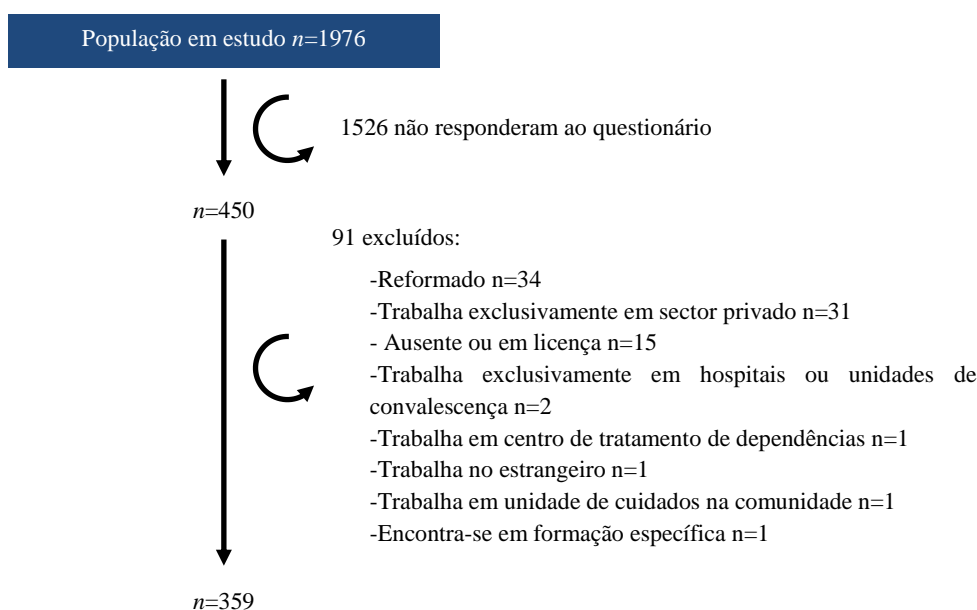 População em estudo n=1976
1526 não responderam ao questionário
n=450
91 excluídos:
-Reformado n=34
-Trabalha exclusivamente em sector privado n=31
- Ausente ou em licença n=15
-Trabalha exclusivamente em hospitais ou unidades de
convalescença n=2
-Trabalha em centro de tratamento de dependências n=1
-Trabalha no estrangeiro n=1
-Trabalha em unidade de cuidados na comunidade n=1
-Encontra-se em formação específica n=1
n=359